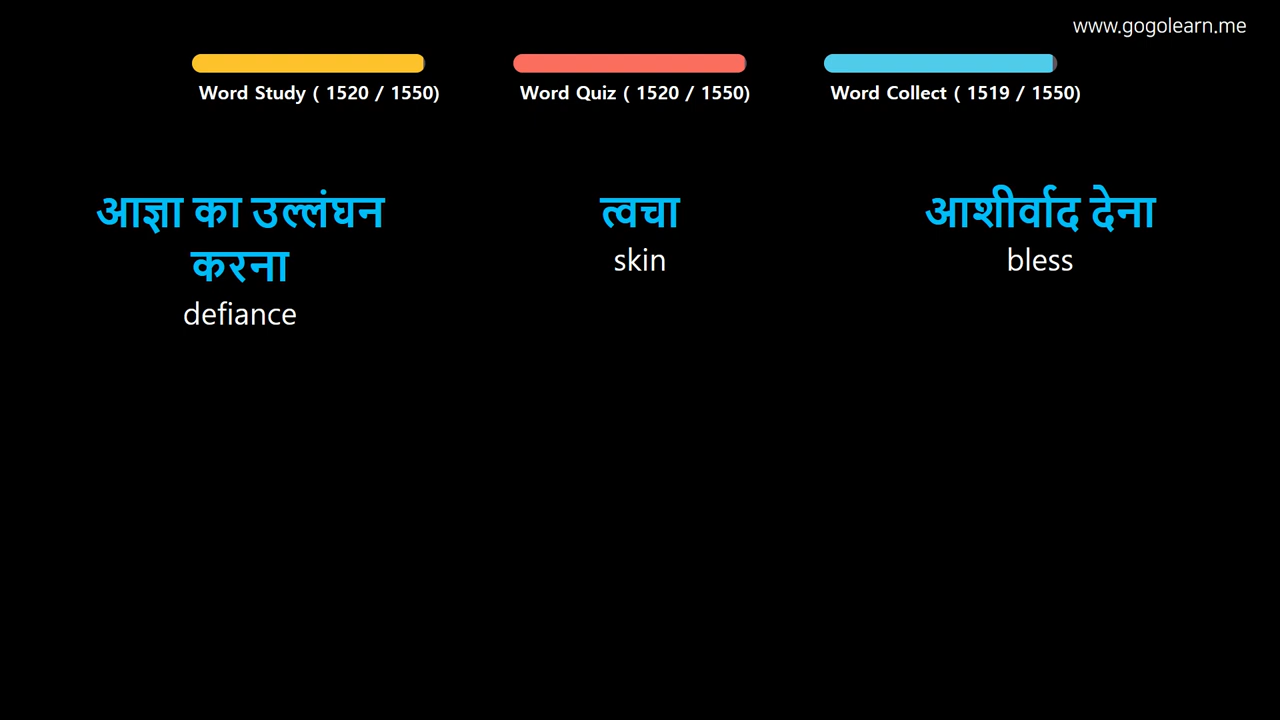 www.gogolearn.me
Word Study ( 1520 / 1550)
Word Quiz ( 1520 / 1550)
Word Collect ( 1519 / 1550)
आज्ञा का उल्लंघन
करना
defiance
त्वचा
skin
आशीर्वाद देना
bless